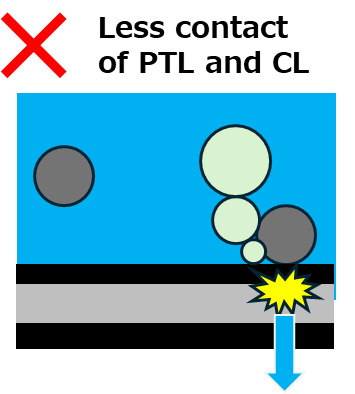 Less contact
of PTL and CL